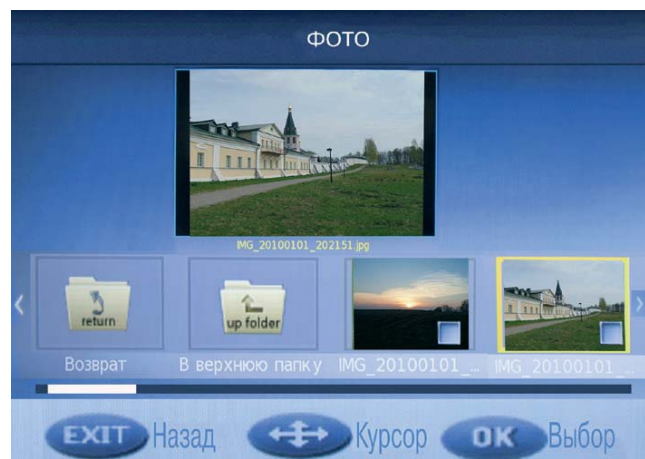 ФОТО
IMG_20100101_202151.jpg
return
up folder
Возврат
В верхнюю папку
IMG_20100101_...
IMG_20100101_...
EXIT Назад
Курсор
OK Выбор